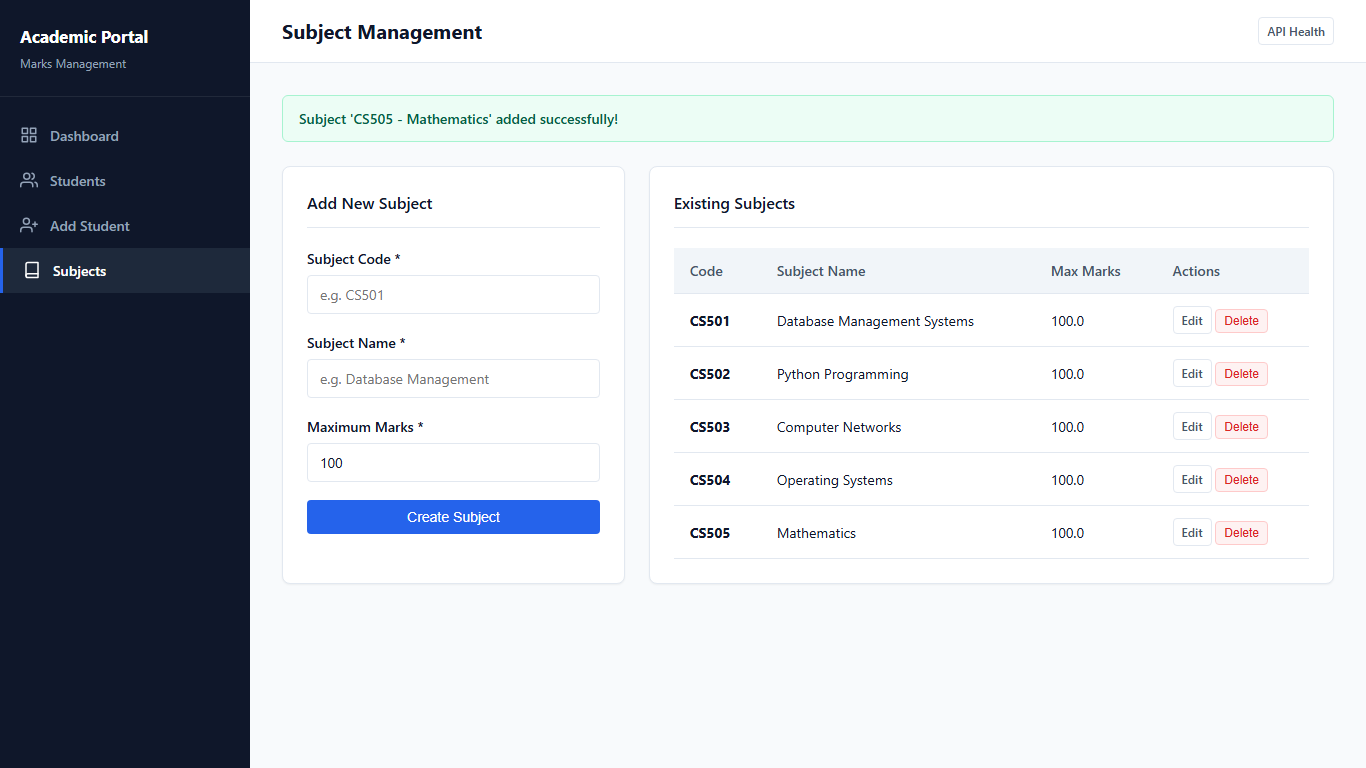 Academic Portal
Marks Management
Dashboard
Students
Add Student
Subjects
Subject Management
API Health
Subject 'CS505 - Mathematics' added successfully!
Add New Subject
Subject Code *
e.g. CS501
Subject Name *
e.g. Database Management
Maximum Marks *
100
Create Subject
Existing Subjects
Code Subject Name Max Marks Actions
CS501 Database Management Systems 100.0 Edit Delete
CS502 Python Programming 100.0 Edit Delete
CS503 Computer Networks 100.0 Edit Delete
CS504 Operating Systems 100.0 Edit Delete
CS505 Mathematics 100.0 Edit Delete